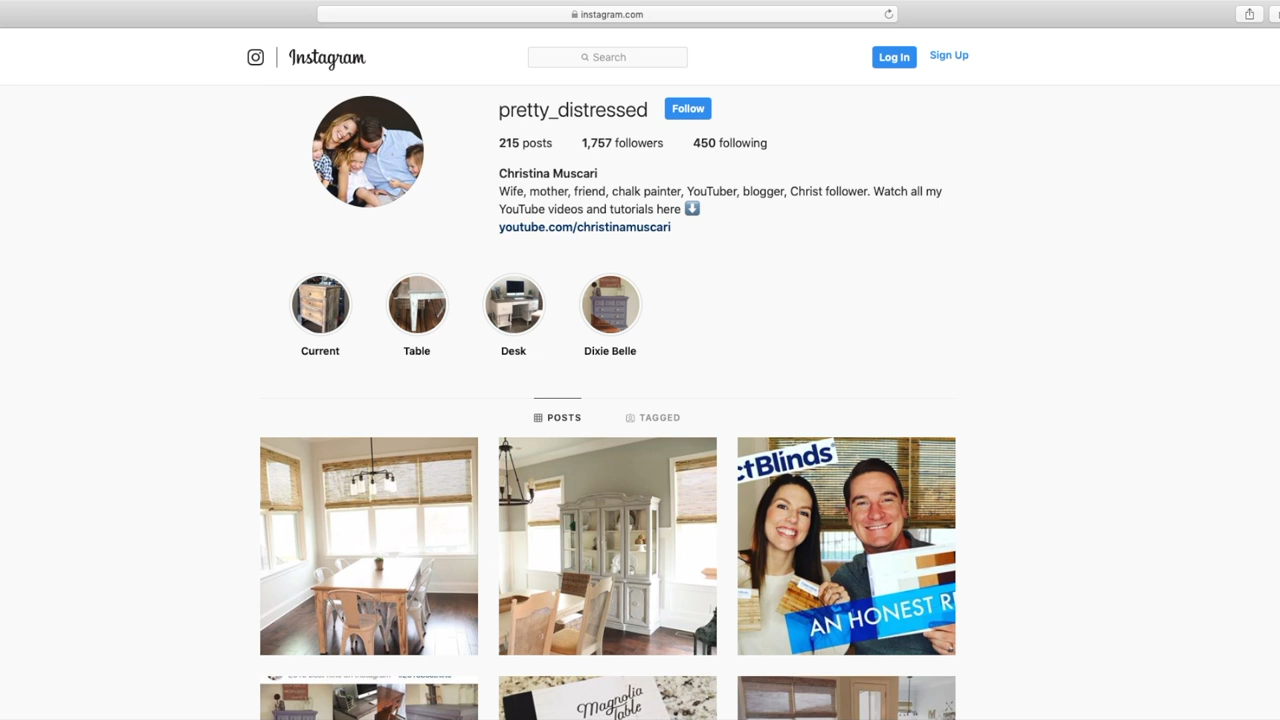 instagram.com
Instagram
Search
Log In
Sign Up
pretty_distressed
Follow
215 posts 1,757 followers 450 following
Christina Muscari
Wife, mother, friend, chalk painter, YouTuber, blogger, Christ follower. Watch all my
YouTube videos and tutorials here
youtube.com/christinamuscari
Current Table Desk Dixie Belle
POSTS TAGGED
ctBlinds
AN HONEST R
Magnolia
Table